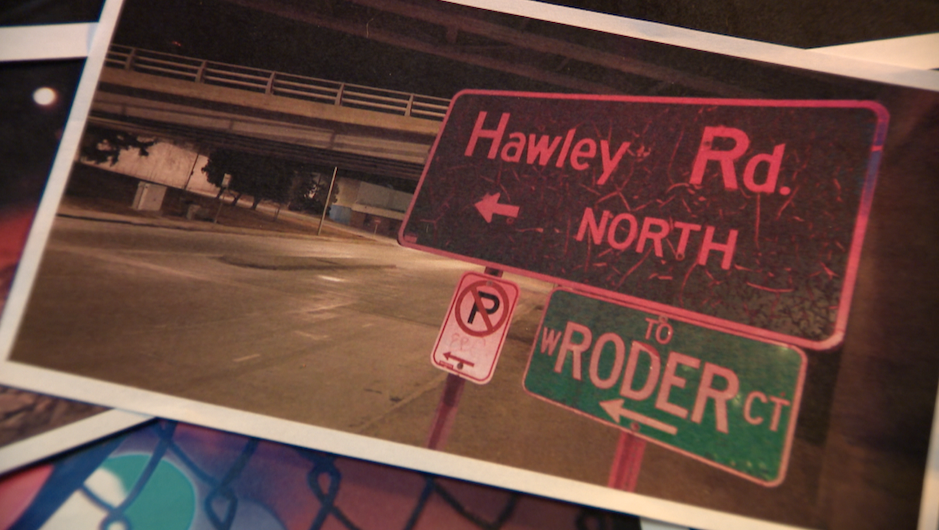 Hawley Rd.
NORTH
P
TO
W RODER CT